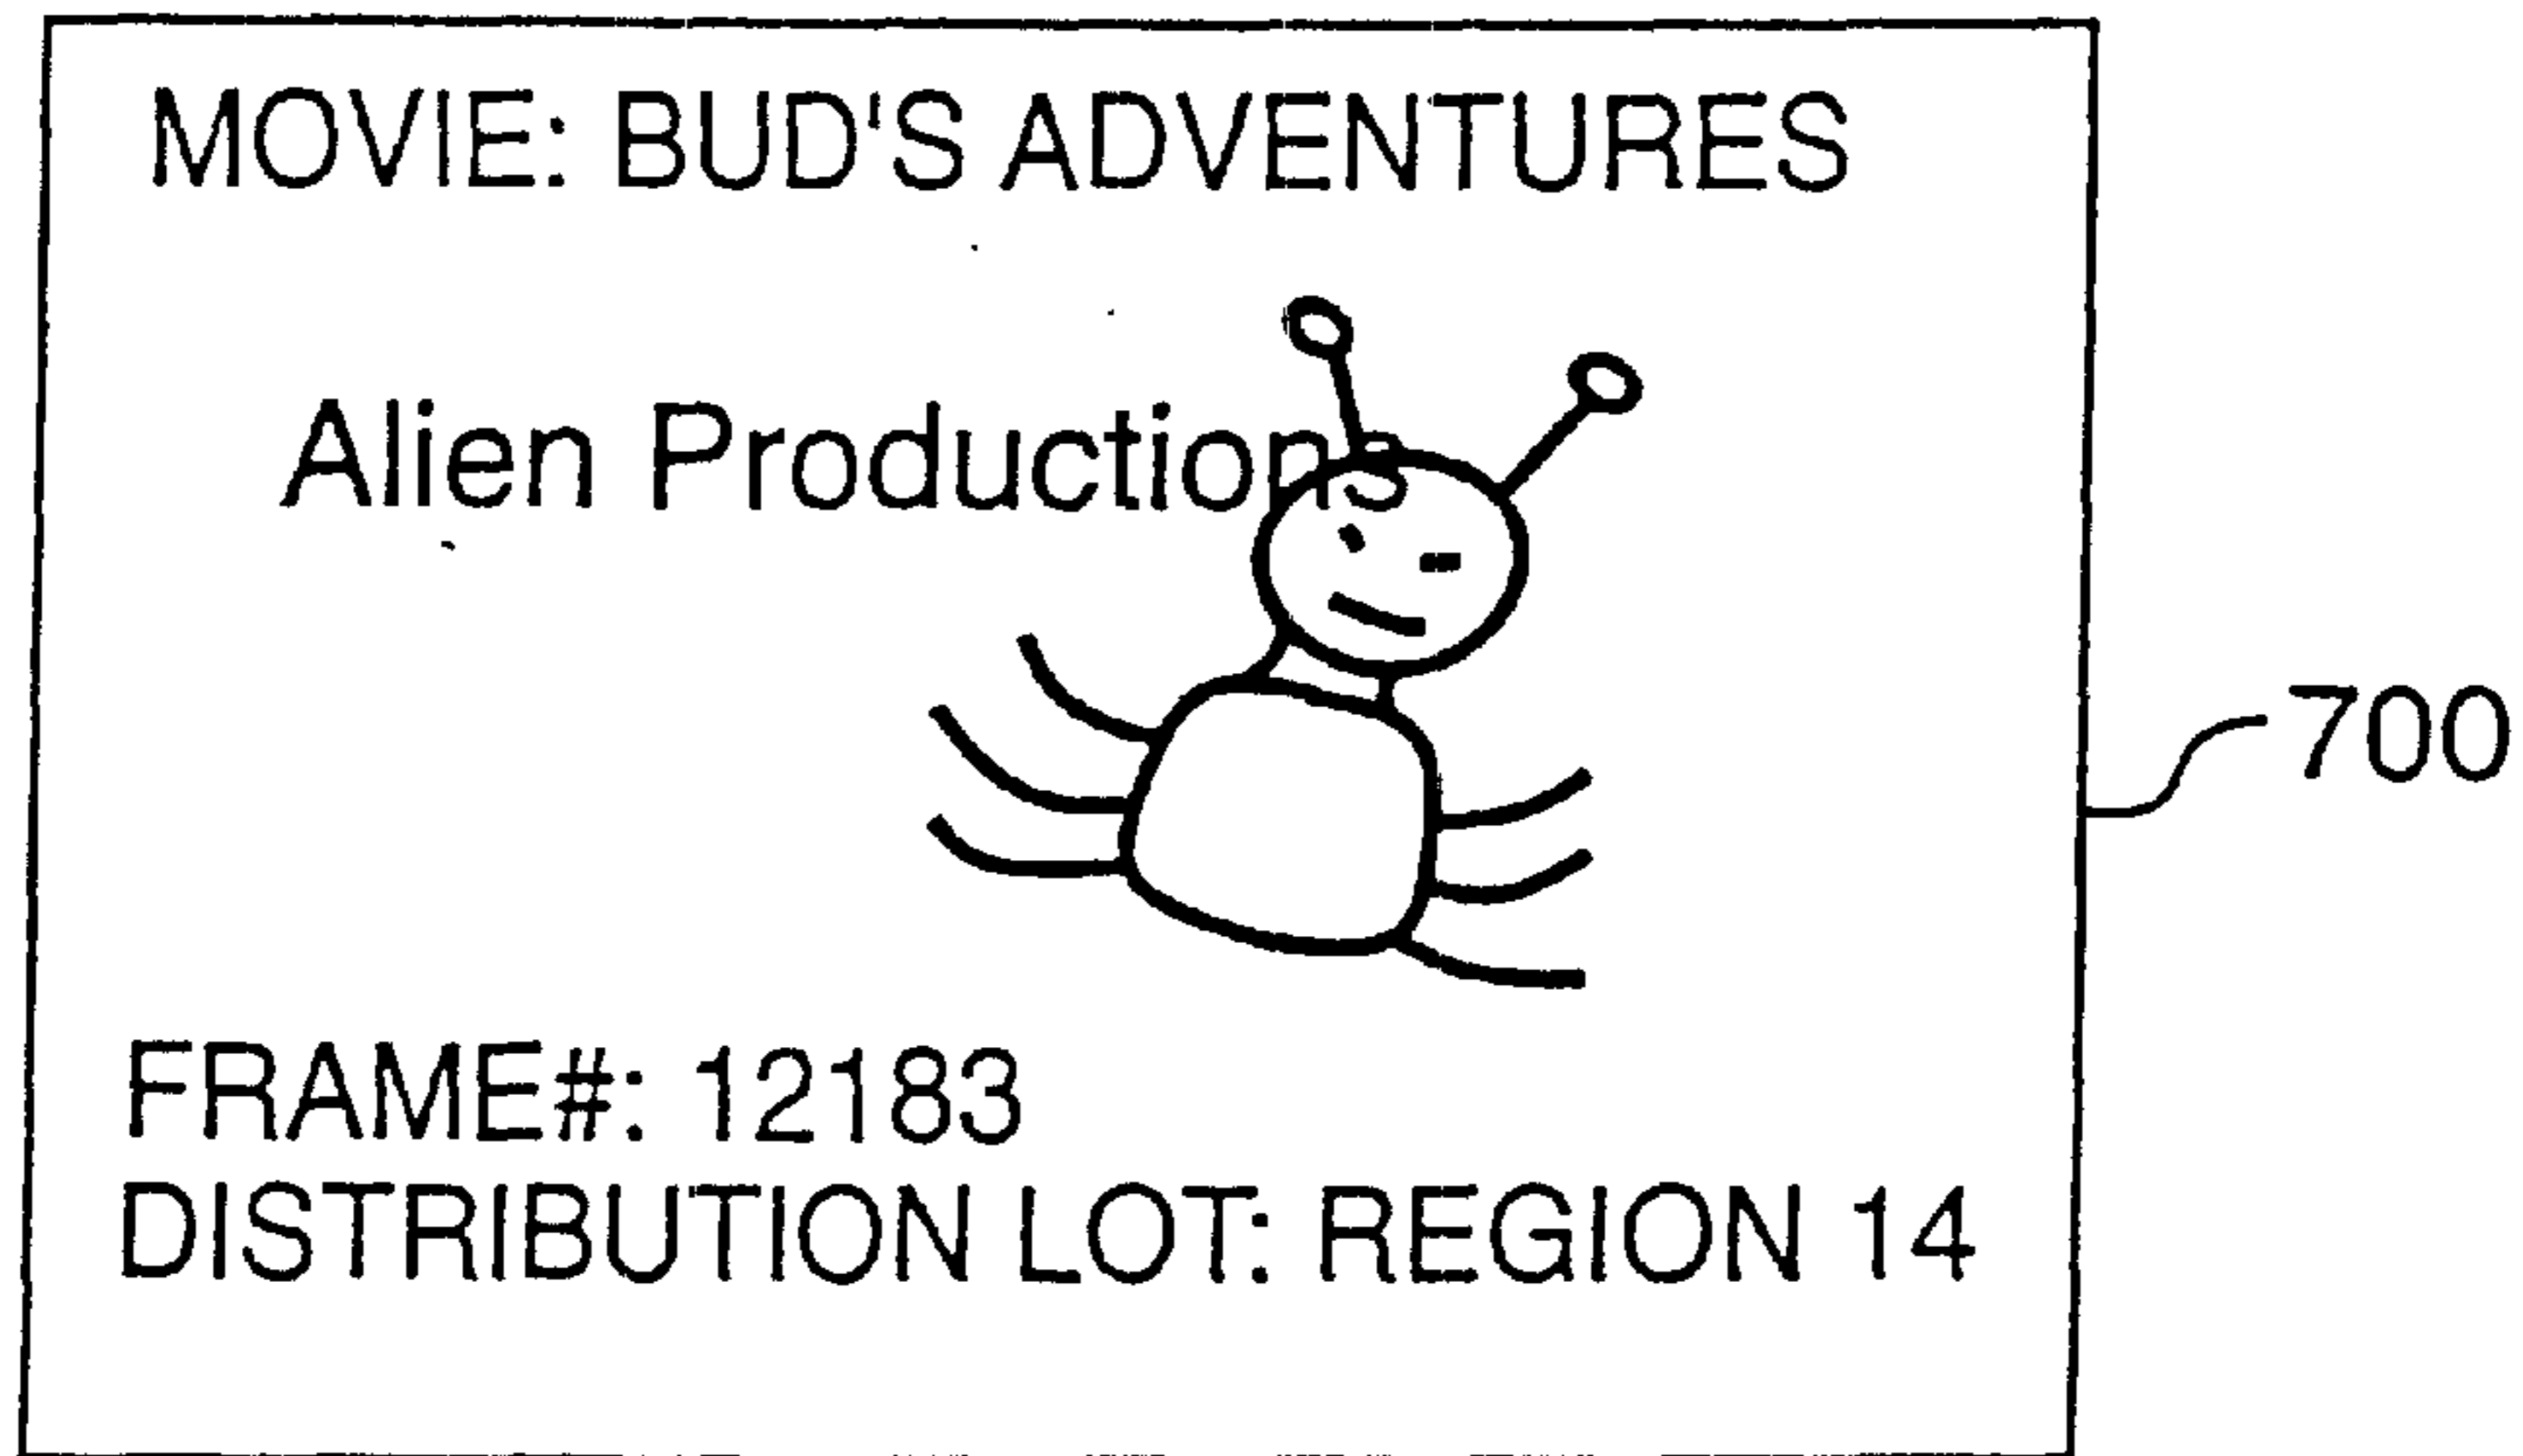 MOVIE: BUD'S ADVENTURES
Alien Productions
700
FRAME#: 12183
DISTRIBUTION LOT: REGION 14